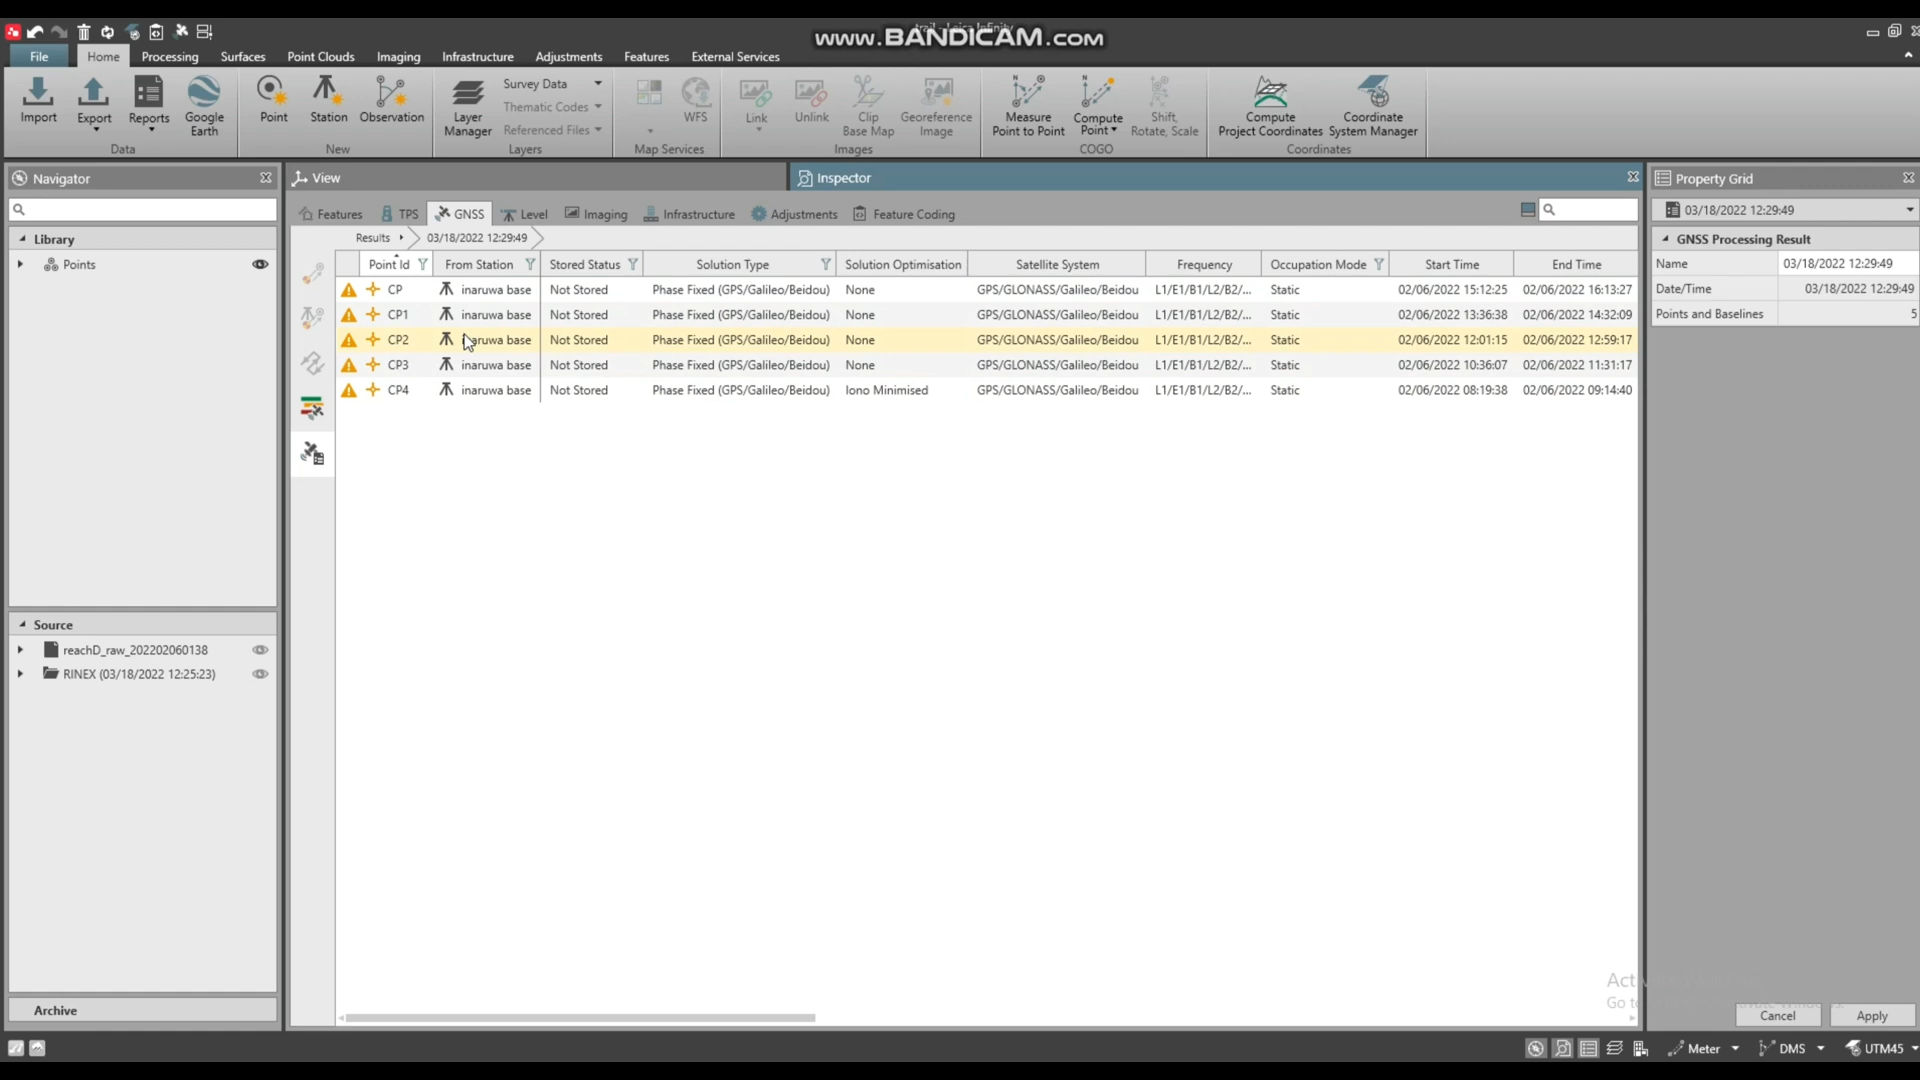 www.BANDICAM.com
File Home Processing Surfaces Point Clouds Imaging Infrastructure Adjustments Features External Services
Import Export Reports Google Earth
Data
Point Station Observation
New
Layer Manager
Survey Data
Thematic Codes
Referenced Files
Layers
WFS
Map Services
Link Unlink Clip Base Map Georeference Image
Images
Measure Point to Point Compute Point Shift, Rotate, Scale
COGO
Compute Project Coordinates Coordinate System Manager
Coordinates
Navigator
Library
Points
Source
reachD_raw_202202060138
RINEX (03/18/2022 12:25:23)
Archive
View
Inspector
Features TPS GNSS Level Imaging Infrastructure Adjustments Feature Coding
Results 03/18/2022 12:29:49
Point Id From Station Stored Status Solution Type Solution Optimisation Satellite System Frequency Occupation Mode Start Time End Time
CP inaruwa base Not Stored Phase Fixed (GPS/Galileo/Beidou) None GPS/GLONASS/Galileo/Beidou L1/E1/B1/L2/B2/... Static 02/06/2022 15:12:25 02/06/2022 16:13:27
CP1 inaruwa base Not Stored Phase Fixed (GPS/Galileo/Beidou) None GPS/GLONASS/Galileo/Beidou L1/E1/B1/L2/B2/... Static 02/06/2022 13:36:38 02/06/2022 14:32:09
CP2 inaruwa base Not Stored Phase Fixed (GPS/Galileo/Beidou) None GPS/GLONASS/Galileo/Beidou L1/E1/B1/L2/B2/... Static 02/06/2022 12:01:15 02/06/2022 12:59:17
CP3 inaruwa base Not Stored Phase Fixed (GPS/Galileo/Beidou) None GPS/GLONASS/Galileo/Beidou L1/E1/B1/L2/B2/... Static 02/06/2022 10:36:07 02/06/2022 11:31:17
CP4 inaruwa base Not Stored Phase Fixed (GPS/Galileo/Beidou) Iono Minimised GPS/GLONASS/Galileo/Beidou L1/E1/B1/L2/B2/... Static 02/06/2022 08:19:38 02/06/2022 09:14:40
Property Grid
03/18/2022 12:29:49
GNSS Processing Result
Name 03/18/2022 12:29:49
Date/Time 03/18/2022 12:29:49
Points and Baselines 5
Cancel Apply
Meter DMS UTM45